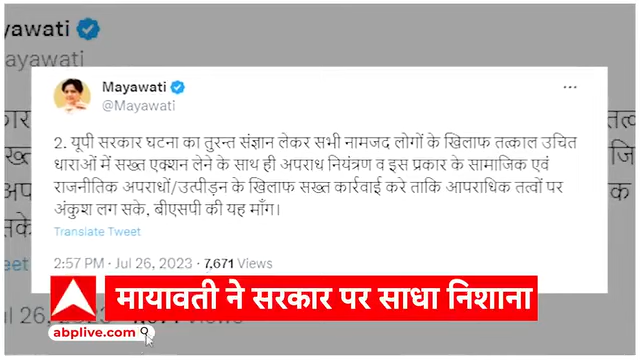 ayawati
Mayawati
Mayawati
@Mayawati
2. यूपी सरकार घटना का तुरन्त संज्ञान लेकर सभी नामजद लोगों के खिलाफ तत्काल उचित
धाराओं में सख्त एक्शन लेने के साथ ही अपराध नियंत्रण व इस प्रकार के सामाजिक एवं
राजनीतिक अपराधों/उत्पीड़न के खिलाफ सख्त कार्रवाई करे ताकि आपराधिक तत्वों पर
अंकुश लग सके, बीएसपी की यह माँग।
Translate Tweet
2:57 PM · Jul 26, 2023 · 7,671 Views
मायावती ने सरकार पर साधा निशाना
abplive.com